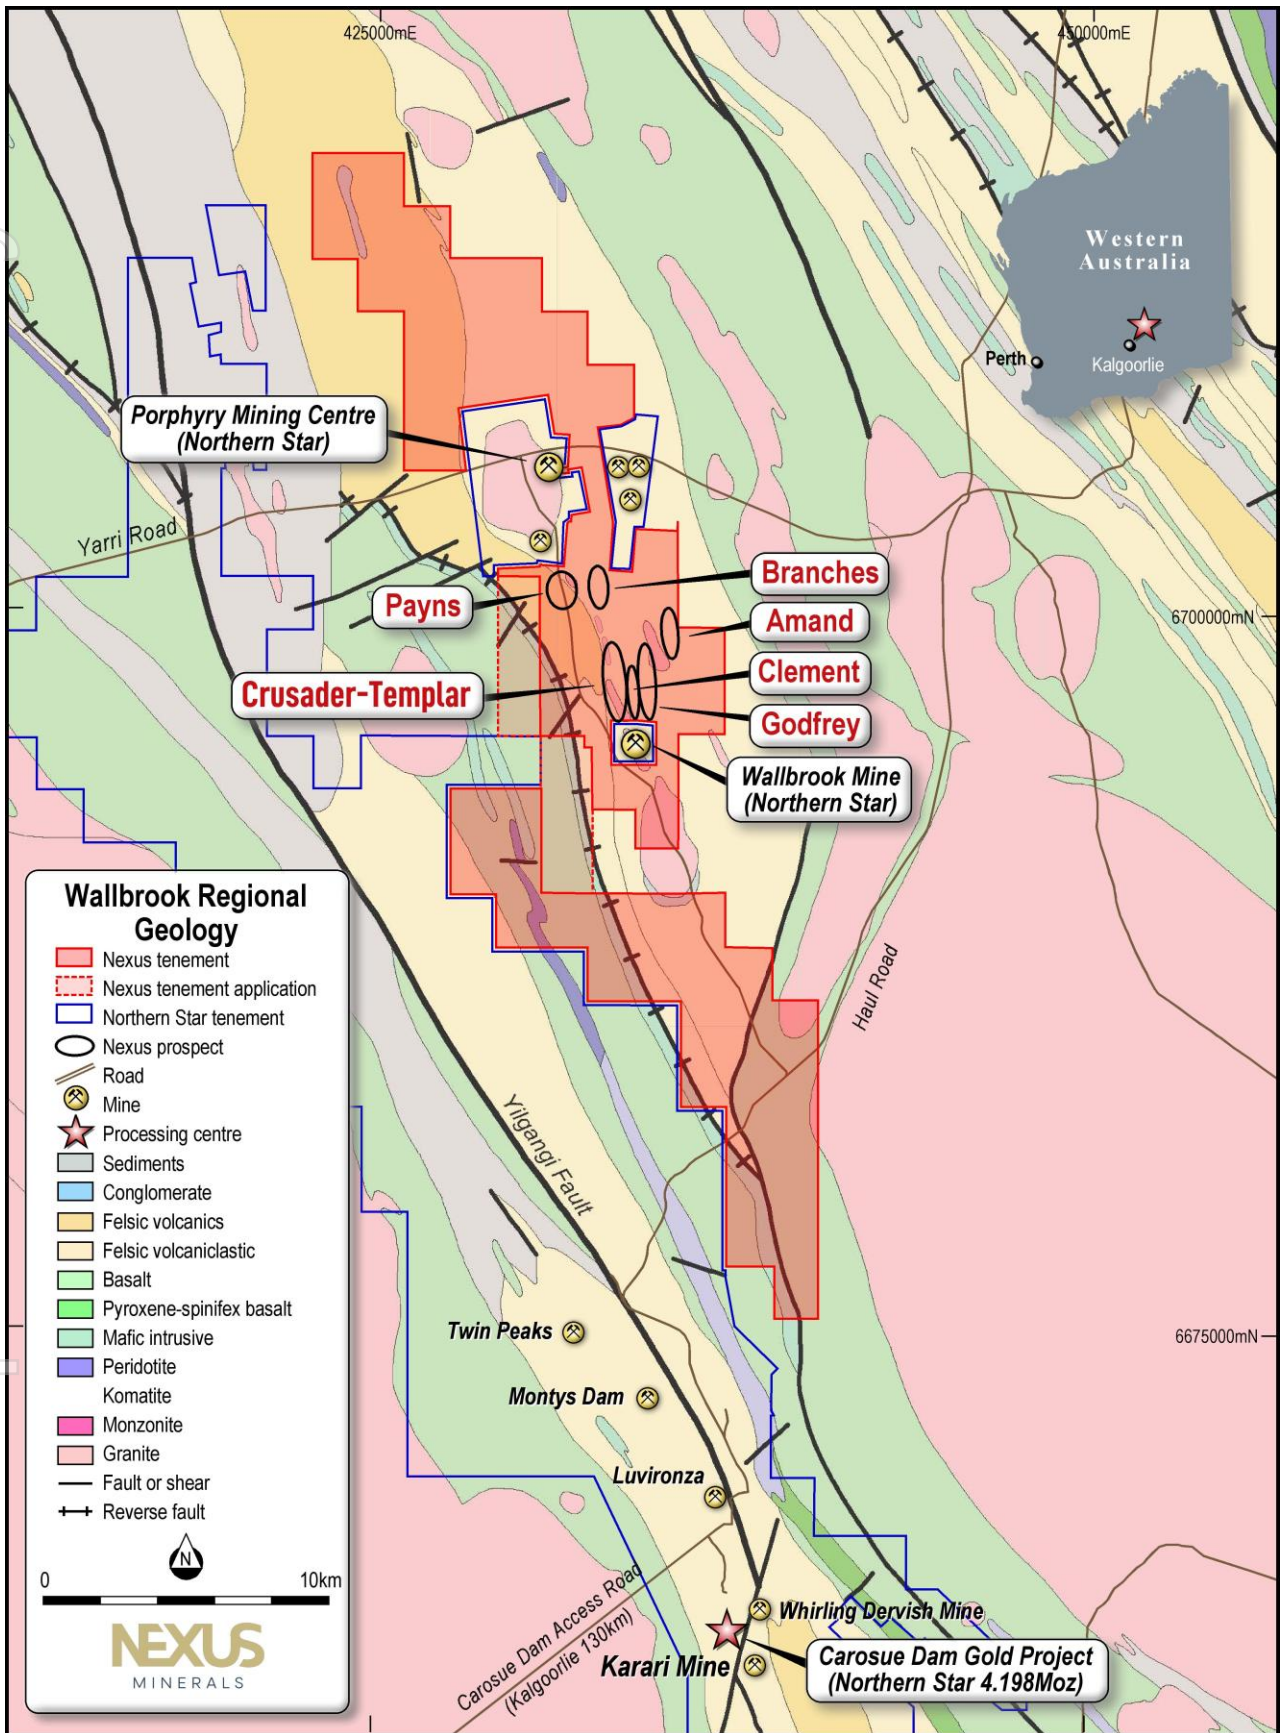 425000mE
450000mE
Western
Australia
Perth
Kalgoorlie
Porphyry Mining Centre
(Northern Star)
Yarri Road
Payns
Branches
Amand
6700000mN
Clement
Crusader-Templar
Godfrey
Wallbrook Mine
(Northern Star)
Haul Road
Yilgangi Fault
Wallbrook Regional
Geology
Nexus tenement
Nexus tenement application
Northern Star tenement
Nexus prospect
Road
Mine
Processing centre
Sediments
Conglomerate
Felsic volcanics
Felsic volcaniclastic
Basalt
Pyroxene-spinifex basalt
Mafic intrusive
Peridotite
Komatite
Monzonite
Granite
Fault or shear
Reverse fault
N
0 10km
NEXUS
MINERALS
Twin Peaks
6675000mN
Montys Dam
Luvironza
Carosue Dam Access Road
(Kalgoorlie 130km)
Whirling Dervish Mine
Karari Mine
Carosue Dam Gold Project
(Northern Star 4.198Moz)